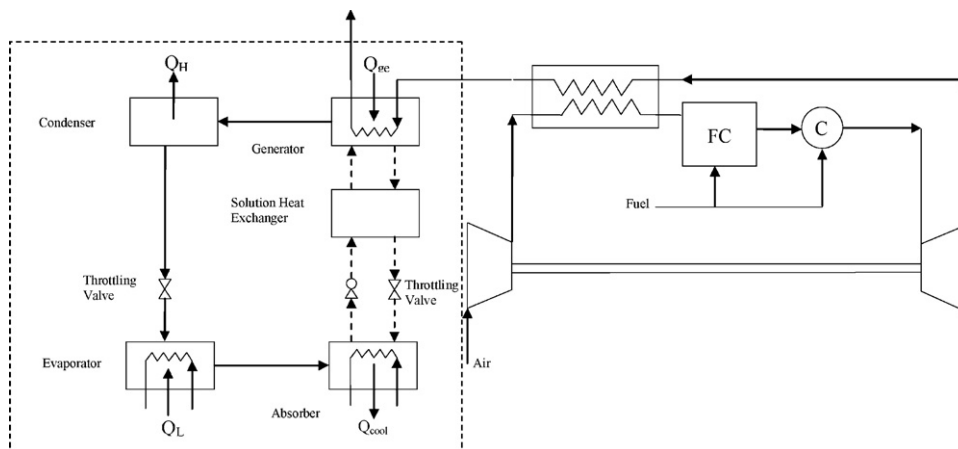 QH
Qge
Condenser
Generator
FC
C
Solution Heat
Exchanger
Fuel
Throttling
Valve
Throttling
Valve
Evaporator
Air
Absorber
QL
Qcool